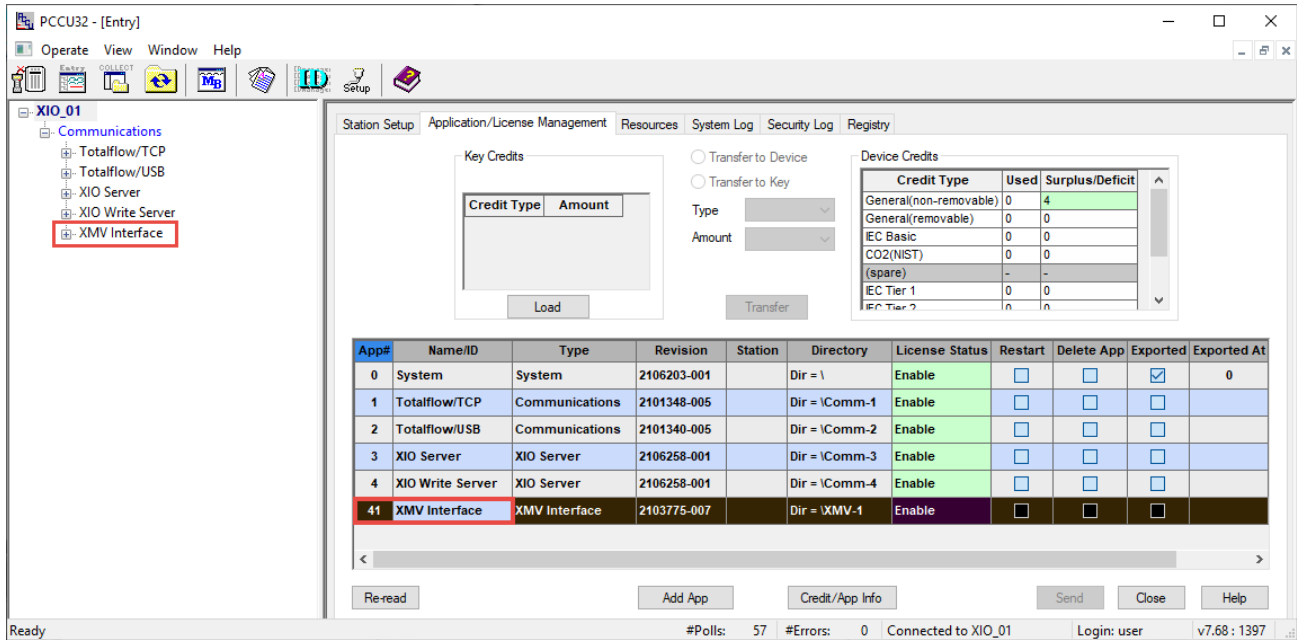 PCCU32 - [Entry]
Operate View Window Help
Entry COLLECT MB Setup
XIO_01
Communications
Totalflow/TCP
Totalflow/USB
XIO Server
XIO Write Server
XMV Interface
Station Setup Application/License Management Resources System Log Security Log Registry
Key Credits
Credit Type Amount
Load
Transfer to Device
Transfer to Key
Type
Amount
Transfer
Device Credits
Credit Type Used Surplus/Deficit
General(non-removable) 0 4
General(removable) 0 0
IEC Basic 0 0
CO2(NIST) 0 0
(spare) - -
IEC Tier 1 0 0
IEC Tier 2 0 0
App# Name/ID Type Revision Station Directory License Status Restart Delete App Exported Exported At
0 System System 2106203-001 Dir = \ Enable 0
1 Totalflow/TCP Communications 2101348-005 Dir = \Comm-1 Enable
2 Totalflow/USB Communications 2101340-005 Dir = \Comm-2 Enable
3 XIO Server XIO Server 2106258-001 Dir = \Comm-3 Enable
4 XIO Write Server XIO Server 2106258-001 Dir = \Comm-4 Enable
41 XMV Interface XMV Interface 2103775-007 Dir = \XMV-1 Enable
Re-read Add App Credit/App Info Send Close Help
Ready #Polls: 57 #Errors: 0 Connected to XIO_01 Login: user v7.68 : 1397